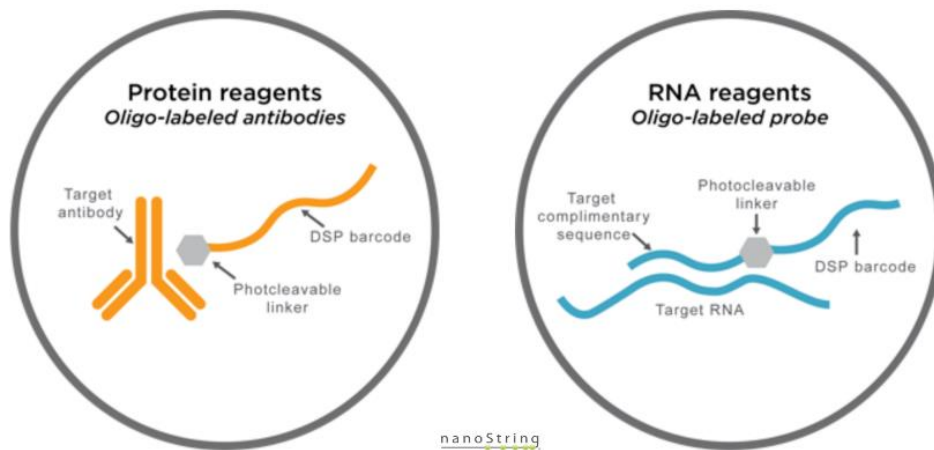 Protein reagents
Oligo-labeled antibodies
Target
antibody
DSP barcode
Photcleavable
linker
RNA reagents
Oligo-labeled probe
Photocleavable
linker
Target
complimentary
sequence
DSP barcode
Target RNA
nanoString